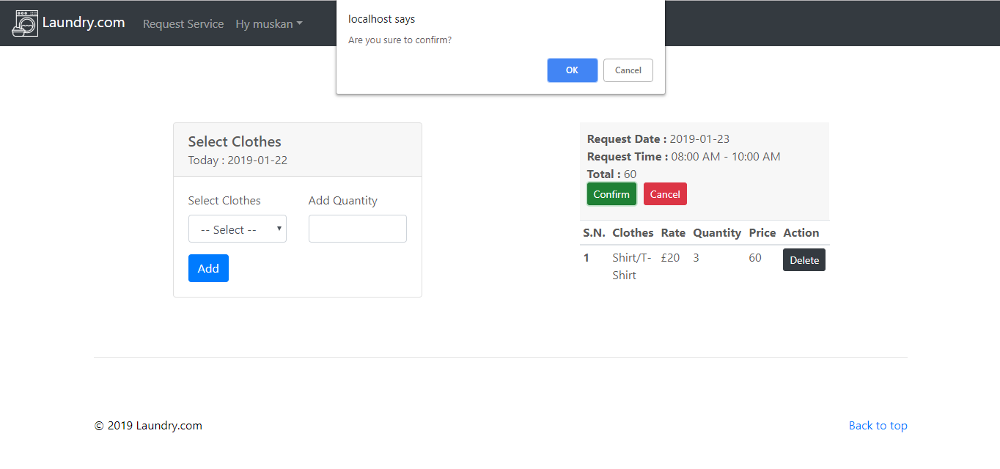 Laundry.com Request Service Hy muskan
localhost says
Are you sure to confirm?
OK Cancel
Select Clothes
Today : 2019-01-22
Select Clothes Add Quantity
-- Select --
Add
Request Date : 2019-01-23
Request Time : 08:00 AM - 10:00 AM
Total : 60
Confirm Cancel
S.N. Clothes Rate Quantity Price Action
1 Shirt/T- £20 3 60 Delete
Shirt
© 2019 Laundry.com Back to top